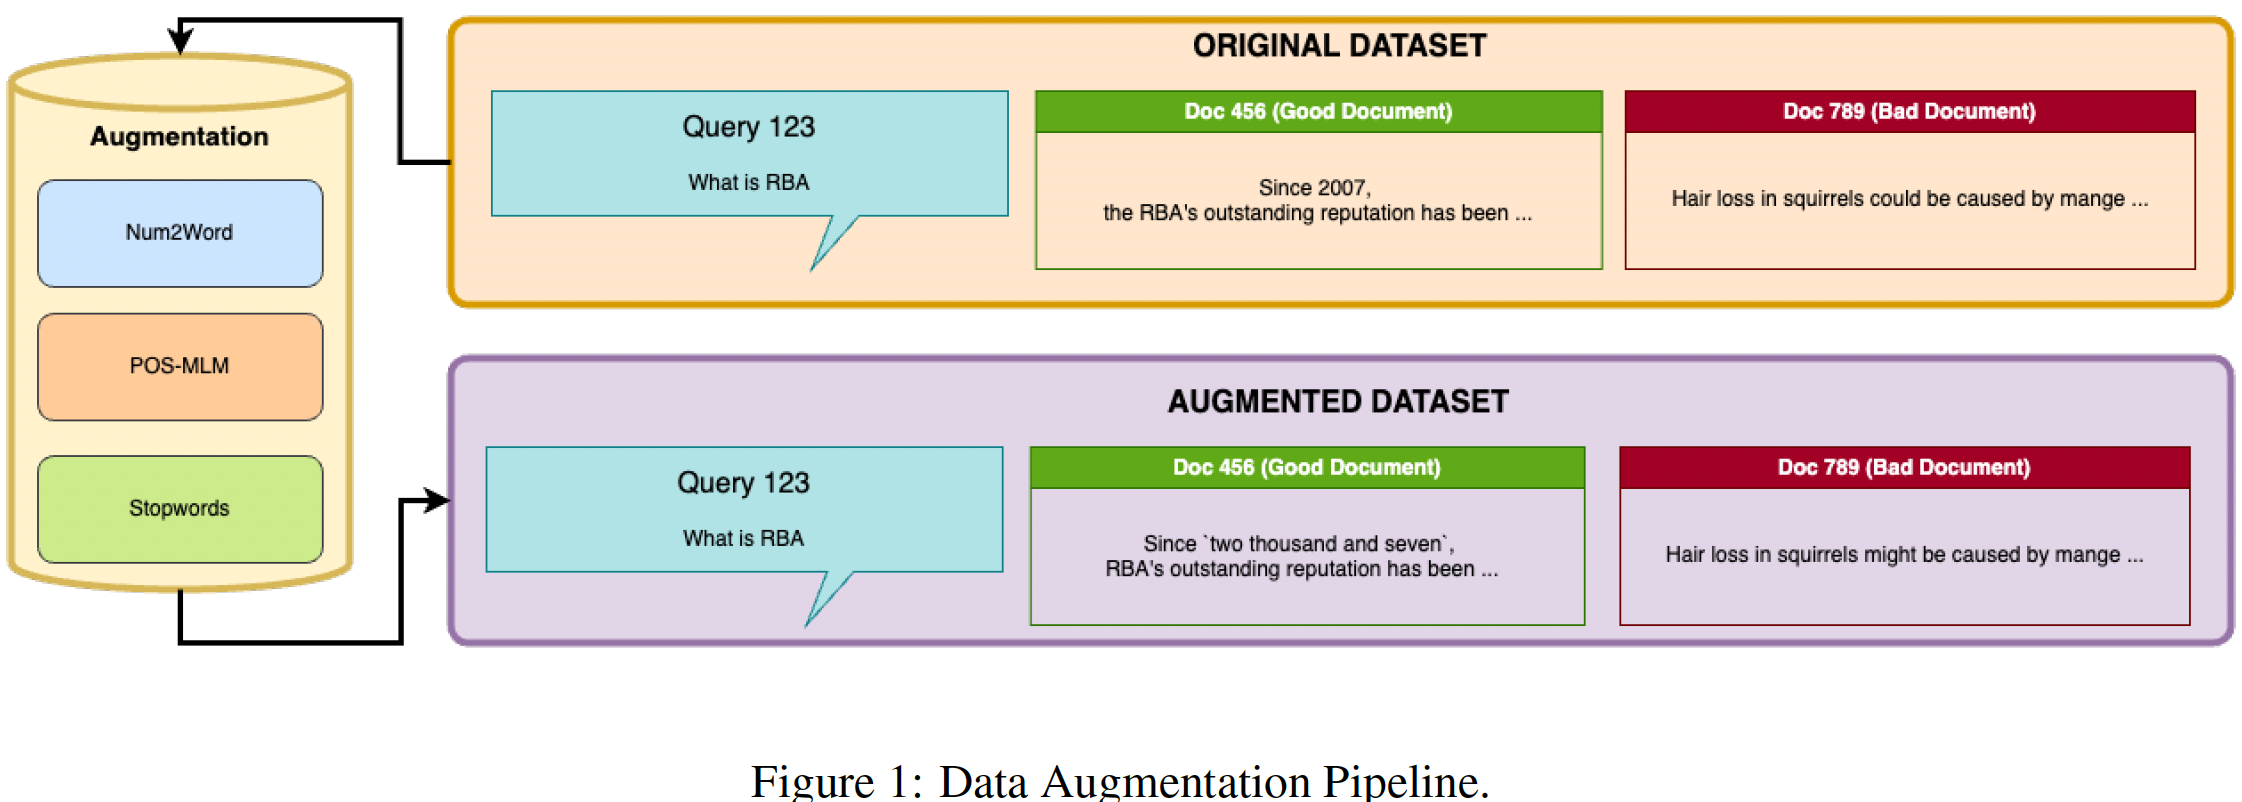 Augmentation
Num2Word
POS-MLM
Stopwords
ORIGINAL DATASET
Query 123
What is RBA
Doc 456 (Good Document)
Since 2007,
the RBA's outstanding reputation has been ...
Doc 789 (Bad Document)
Hair loss in squirrels could be caused by mange ...
AUGMENTED DATASET
Query 123
What is RBA
Doc 456 (Good Document)
Since `two thousand and seven`,
RBA's outstanding reputation has been ...
Doc 789 (Bad Document)
Hair loss in squirrels might be caused by mange ...
Figure 1: Data Augmentation Pipeline.